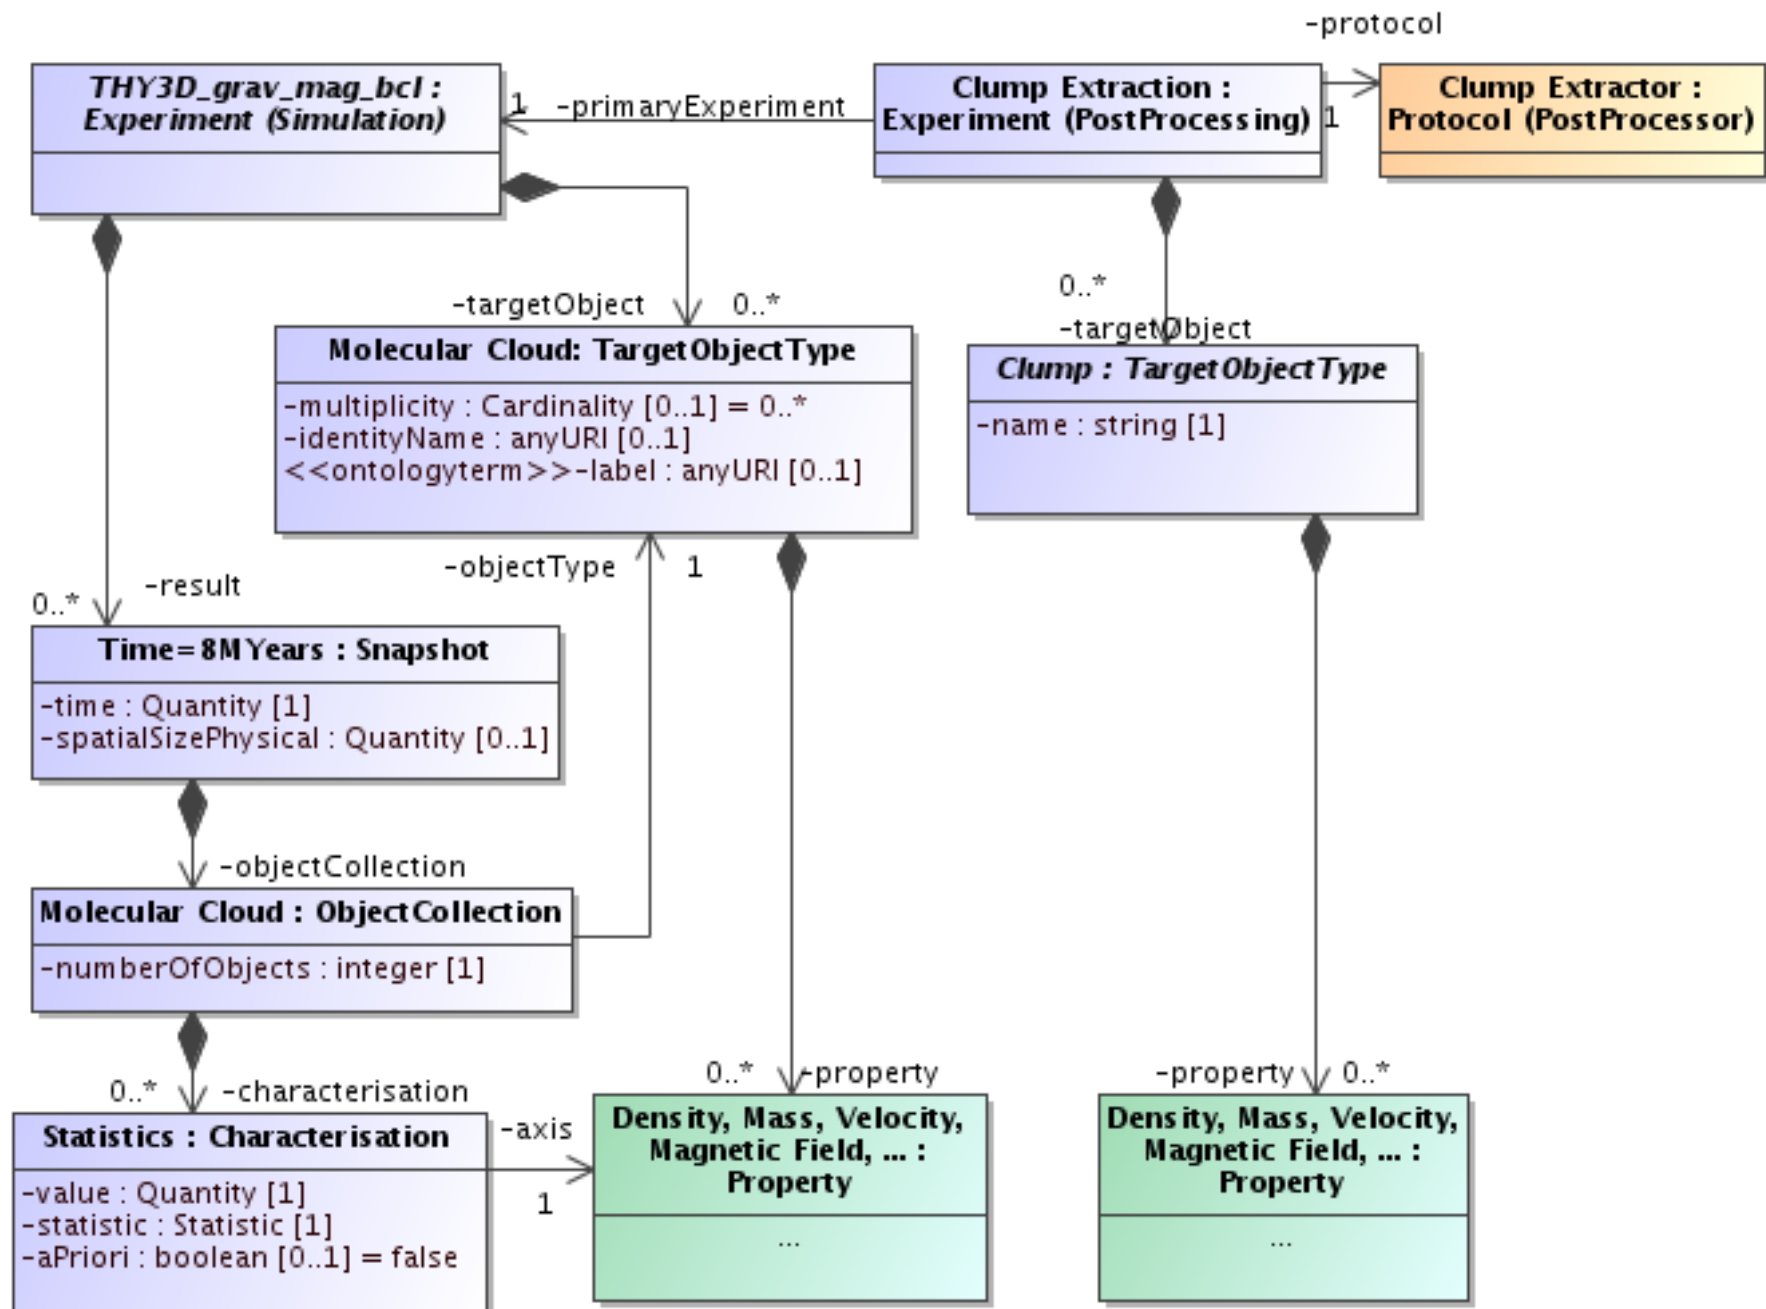 -protocol
THY3D_grav_mag_bcl :
Experiment (Simulation)
1
-primaryExperiment
Clump Extraction :
Experiment (PostProcessing)
1
Clump Extractor :
Protocol (PostProcessor)
-targetObject
0..*
0..*
-targetObject
Molecular Cloud: TargetObjectType
-multiplicity : Cardinality [0..1] = 0..*
-identityName : anyURI [0..1]
<<ontologyterm>>-label : anyURI [0..1]
Clump : TargetObjectType
-name : string [1]
-objectType
1
-result
0..*
Time=8MYears : Snapshot
-time : Quantity [1]
-spatialSizePhysical : Quantity [0..1]
-objectCollection
Molecular Cloud : ObjectCollection
-numberOfObjects : integer [1]
0..*
-characterisation
0..*
-property
-property
0..*
Statistics : Characterisation
-value : Quantity [1]
-statistic : Statistic [1]
-aPriori : boolean [0..1] = false
-axis
1
Density, Mass, Velocity,
Magnetic Field, ... :
Property
...
Density, Mass, Velocity,
Magnetic Field, ... :
Property
...